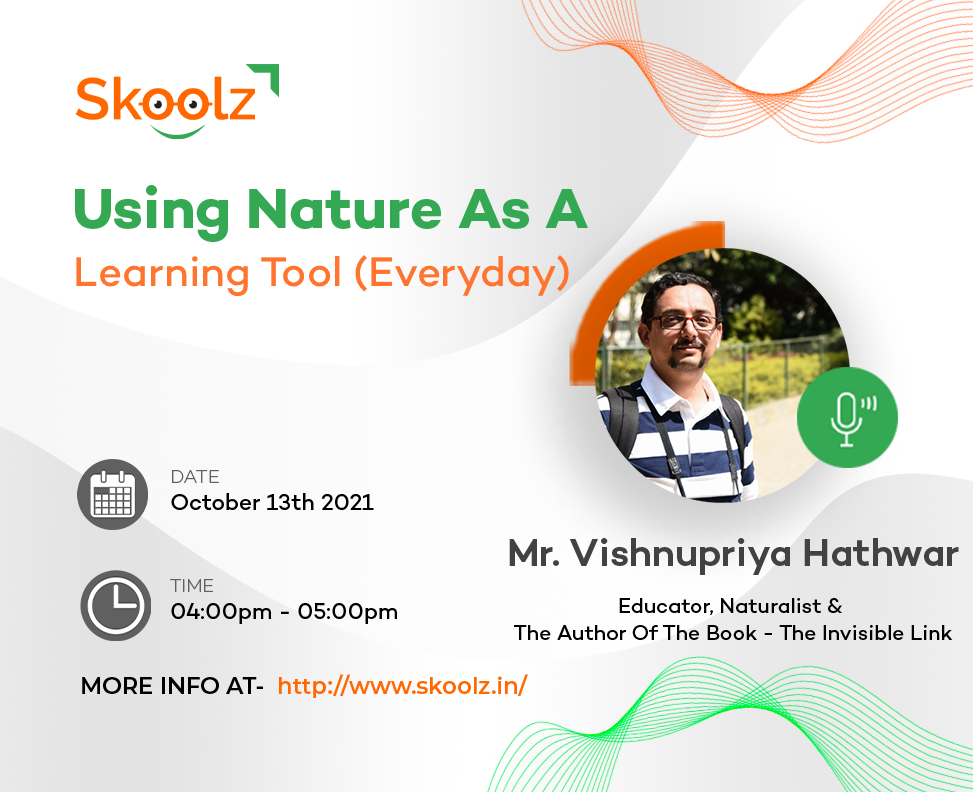 Skoolz
Using Nature As A
Learning Tool (Everyday)
DATE
October 13th 2021
TIME
04:00pm - 05:00pm
MORE INFO AT- http://www.skoolz.in/
Mr. Vishnupriya Hathwar
Educator, Naturalist &
The Author Of The Book - The Invisible Link